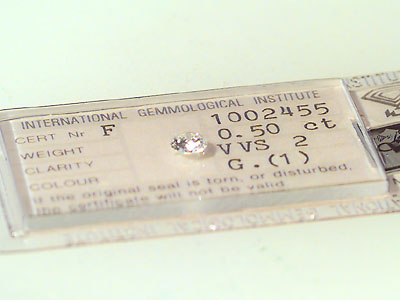 INTERNATIONAL GEMMOLOGICAL INSTITUTE
CERT Nr F 1002455
WEIGHT 0.50 ct
CLARITY VVS 2
COLOUR G.(1)
If the original seal is torn, or disturbed,
the certificate will not be valid